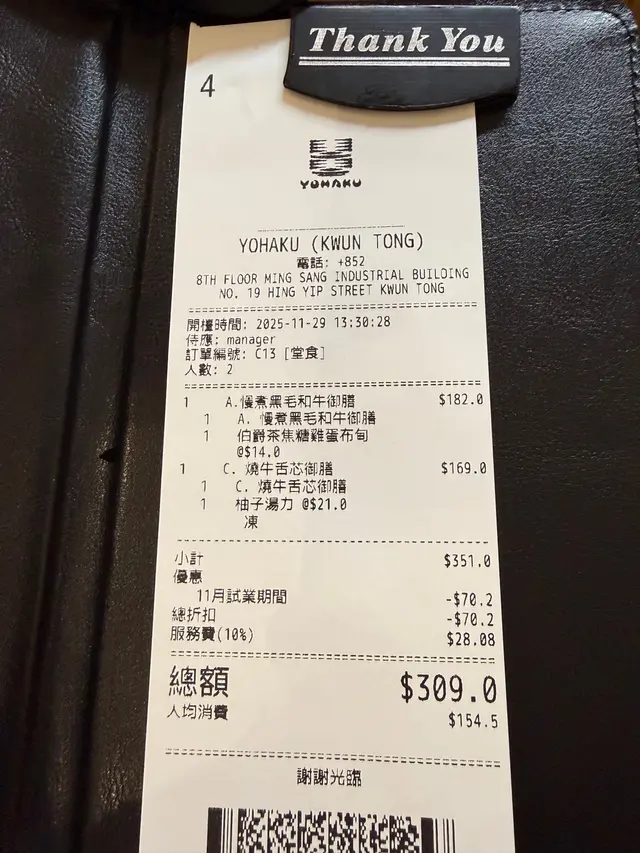 Thank You
4
YOHAKU
YOHAKU (KWUN TONG)
電話: +852
8TH FLOOR MING SANG INDUSTRIAL BUILDING
NO. 19 HING YIP STREET KWUN TONG
開檯時間: 2025-11-29 13:30:28
侍應: manager
訂單編號: C13 [堂食]
人數: 2
1 A.慢煮黑毛和牛御膳 $182.0
1 A. 慢煮黑毛和牛御膳
1 伯爵茶焦糖雞蛋布甸
@$14.0
1 C. 燒牛舌芯御膳 $169.0
1 C. 燒牛舌芯御膳
1 柚子湯力 @$21.0
凍
小計 $351.0
優惠
11月試業期間 -$70.2
總折扣 -$70.2
服務費(10%) $28.08
總額 $309.0
人均消費 $154.5
謝謝光臨